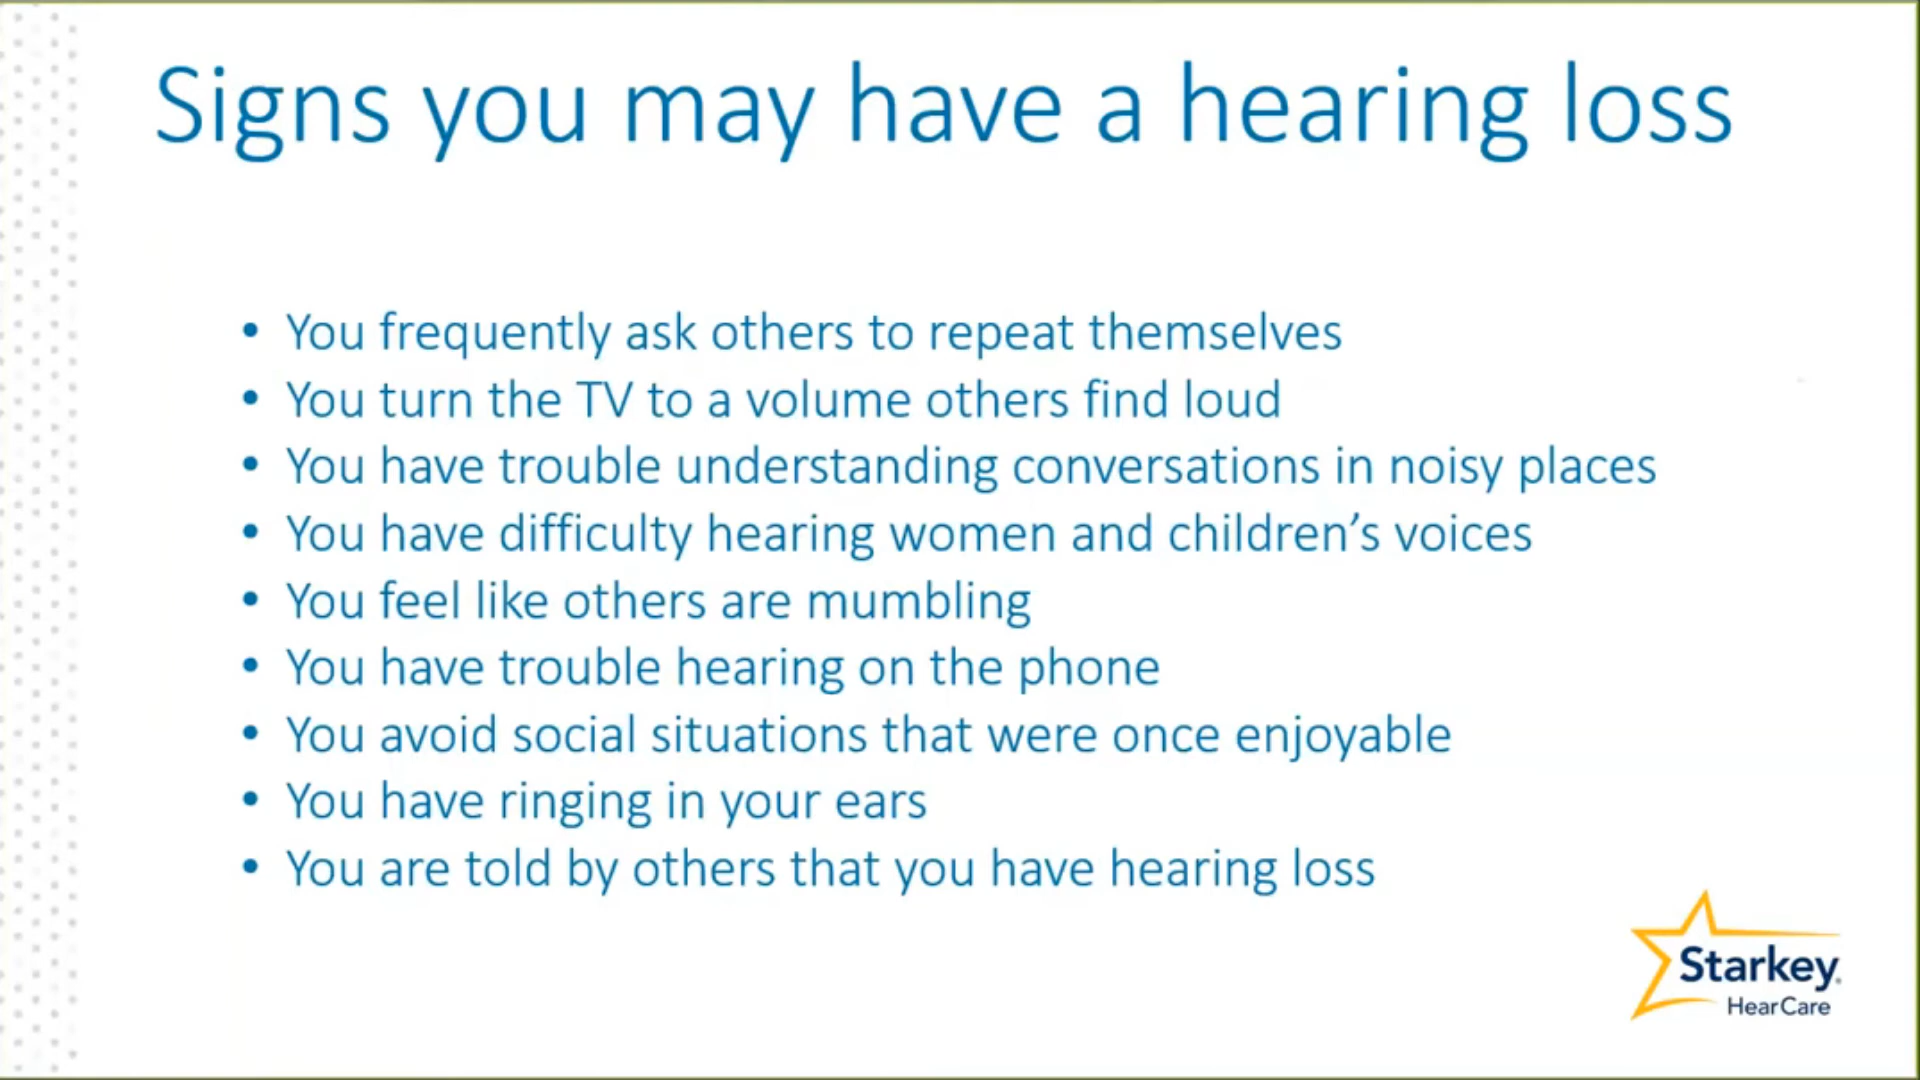 Signs you may have a hearing loss
• You frequently ask others to repeat themselves
• You turn the TV to a volume others find loud
• You have trouble understanding conversations in noisy places
• You have difficulty hearing women and children’s voices
• You feel like others are mumbling
• You have trouble hearing on the phone
• You avoid social situations that were once enjoyable
• You have ringing in your ears
• You are told by others that you have hearing loss
Starkey
HearCare